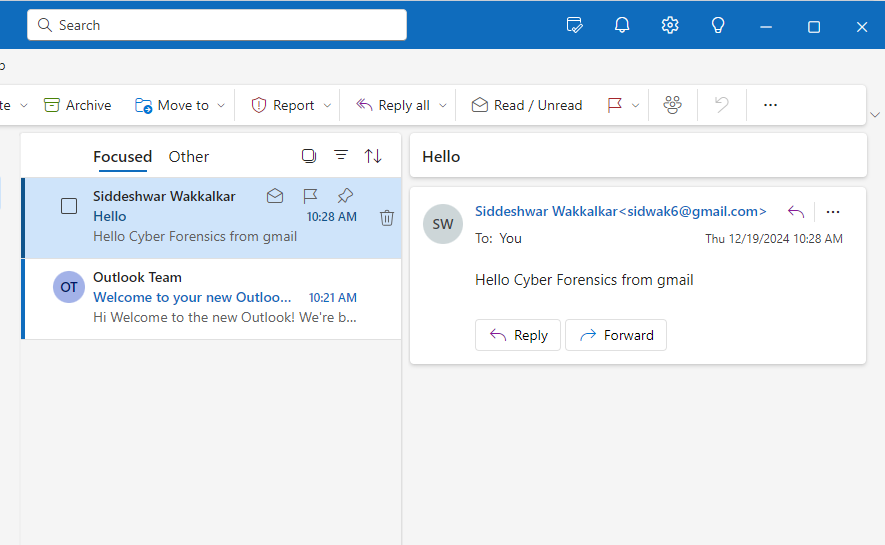 Search
p
te
Archive
Move to
Report
Reply all
Read / Unread
Focused
Other
Siddeshwar Wakkalkar
Hello
10:28 AM
Hello Cyber Forensics from gmail
OT
Outlook Team
Welcome to your new Outloo...
10:21 AM
Hi Welcome to the new Outlook! We're b...
Hello
SW
Siddeshwar Wakkalkar<sidwak6@gmail.com>
To: You
Thu 12/19/2024 10:28 AM
Hello Cyber Forensics from gmail
Reply
Forward